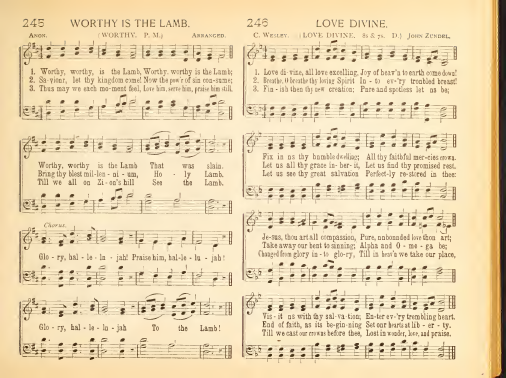 245 WORTHY IS THE LAMB.
ANON. (WORTHY. P. M.) ARRANGED.
1. Worthy, worthy, is the Lamb, Worthy, worthy is the Lamb;
2. Sa-viour, let thy kingdom come! Now the pow'r of sin consume;
3. Thus may we each mo-ment feel, Love him, serve him, praise him still,
Worthy, worthy is the Lamb That was slain.
Bring thy blest mil-len-ni-um, Ho-ly Lamb.
Till we all on Zi-on's hill See the Lamb.
Chorus.
Glo-ry, hal-le-lu-jah! Praise him, hal-le-lu-jah!
Glo-ry, hal-le-lu-jah To the Lamb!
246 LOVE DIVINE.
C. WESLEY. (LOVE DIVINE. 8s & 7s. D.) JOHN ZUNDEL.
1. Love di-vine, all love excelling, Joy of heav'n to earth come down!
2. Breathe, O breathe thy loving Spirit In-to ev-'ry troubled breast!
3. Fin-ish then thy new creation; Pure and spotless let us be;
Fix in us thy humble dwelling; All thy faithful mercies crown.
Let us all thy grace in-her-it, Let us find thy promised rest.
Let us see thy great salvation Perfect-ly re-stored in thee:
Je-sus, thou art all compassion, Pure, unbounded love thou art;
Take away our bent to sinning; Alpha and O-me-ga be;
Changed from glory in-to glo-ry, Till in heav'n we take our place,
Vis-it us with thy sal-va-tion; En-ter ev-'ry trembling heart.
End of faith, as its be-gin-ning Set our hearts at lib-er-ty.
Till we cast our crowns before thee, Lost in wonder, love, and praise.